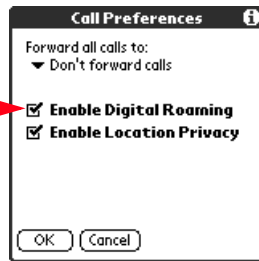 Call Preferences i
Forward all calls to:
Don't forward calls
Enable Digital Roaming
Enable Location Privacy
OK Cancel